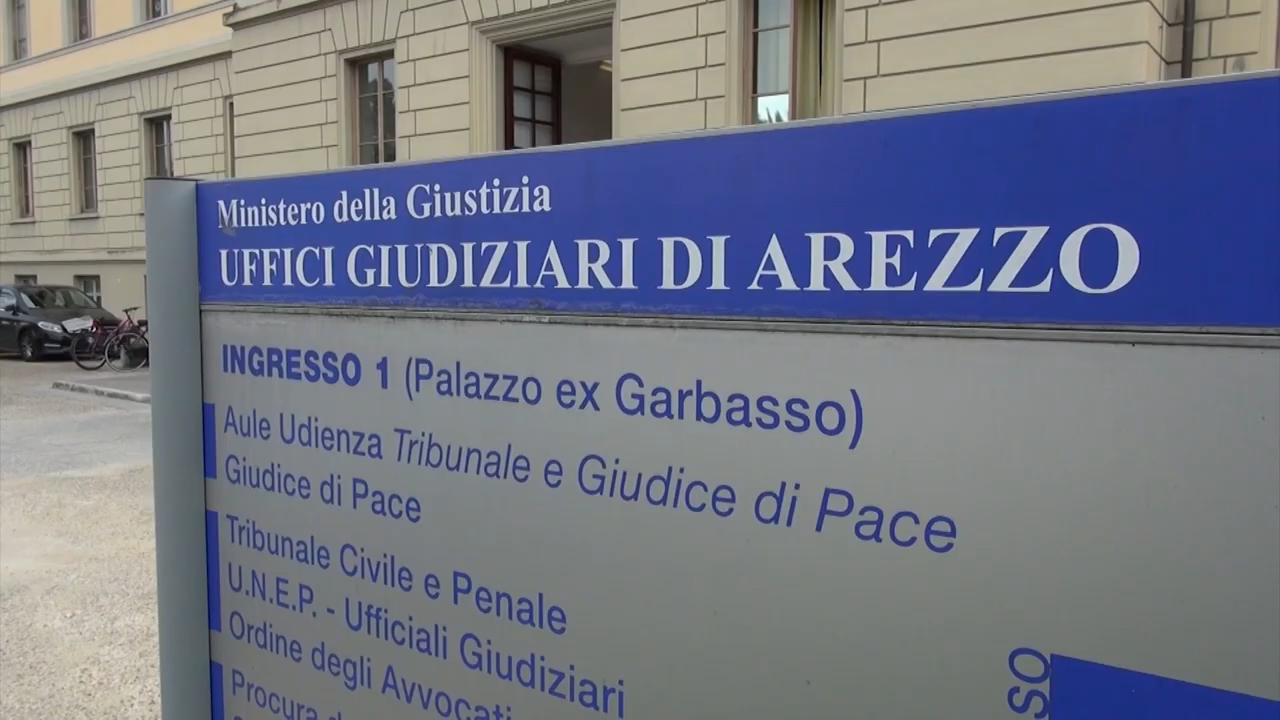 Ministero della Giustizia
UFFICI GIUDIZIARI DI AREZZO
INGRESSO 1 (Palazzo ex Garbasso)
Aule Udienza Tribunale e Giudice di Pace
Giudice di Pace
Tribunale Civile e Penale
U.N.E.P. - Ufficiali Giudiziari
Ordine degli Avvocati
Procura